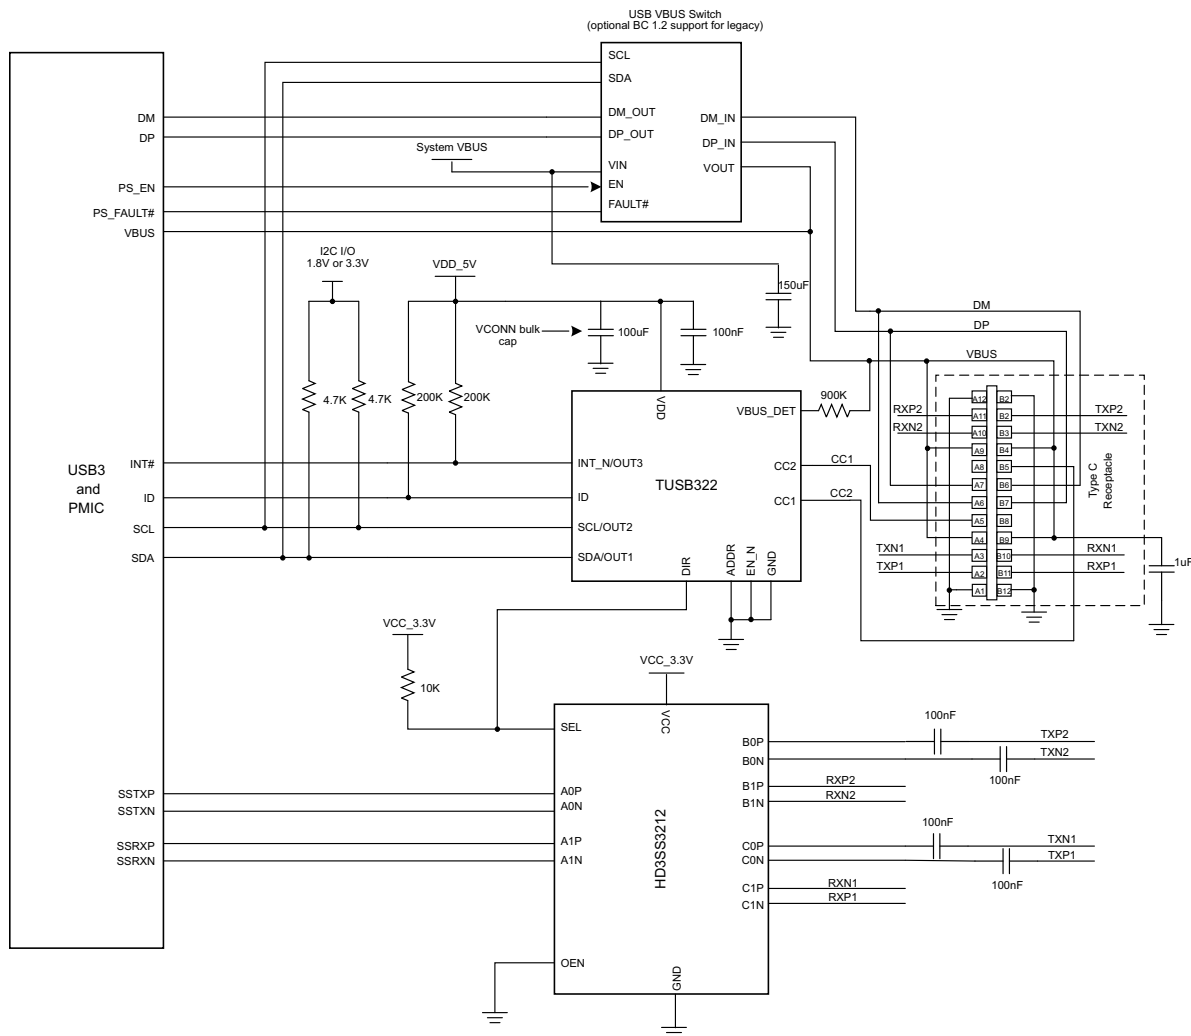 USB VBUS Switch
(optional BC 1.2 support for legacy)
SCL
SDA
DM_OUT
DP_OUT
VIN
EN
FAULT#
DM_IN
DP_IN
VOUT
System VBUS
DM
DP
PS_EN
PS_FAULT#
VBUS
I2C I/O
1.8V or 3.3V
VDD_5V
150uF
VCONN bulk
cap
100uF
100nF
4.7K
4.7K
200K
200K
DM
DP
VBUS
900K
VDD
VBUS_DET
INT_N/OUT3
ID
SCL/OUT2
SDA/OUT1
TUSB322
CC2
CC1
CC1
CC2
DIR
ADDR
EN_N
GND
USB3
and
PMIC
INT#
ID
SCL
SDA
RXP2
RXN2
TXN1
TXP1
A12
A11
A10
A9
A8
A7
A6
A5
A4
A3
A2
A1
B2
B2
B3
B4
B5
B6
B7
B8
B9
B10
B11
B12
TXP2
TXN2
RXN1
RXP1
Type C
Receptacle
1uF
VCC_3.3V
10K
VCC_3.3V
VCC
SEL
A0P
A0N
A1P
A1N
OEN
HD3SS3212
GND
B0P
B0N
B1P
B1N
C0P
C0N
C1P
C1N
SSTXP
SSTXN
SSRXP
SSRXN
100nF
TXP2
TXN2
100nF
RXP2
RXN2
100nF
TXN1
TXP1
100nF
RXN1
RXP1